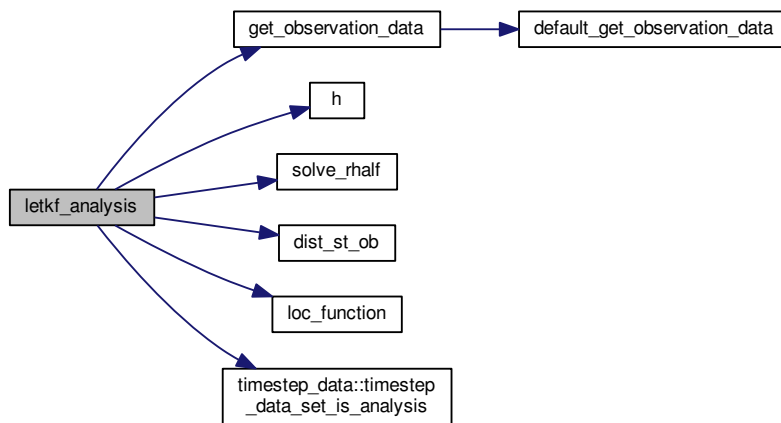 get_observation_data
default_get_observation_data
h
solve_rhalf
letkf_analysis
dist_st_ob
loc_function
timestep_data::timestep
_data_set_is_analysis